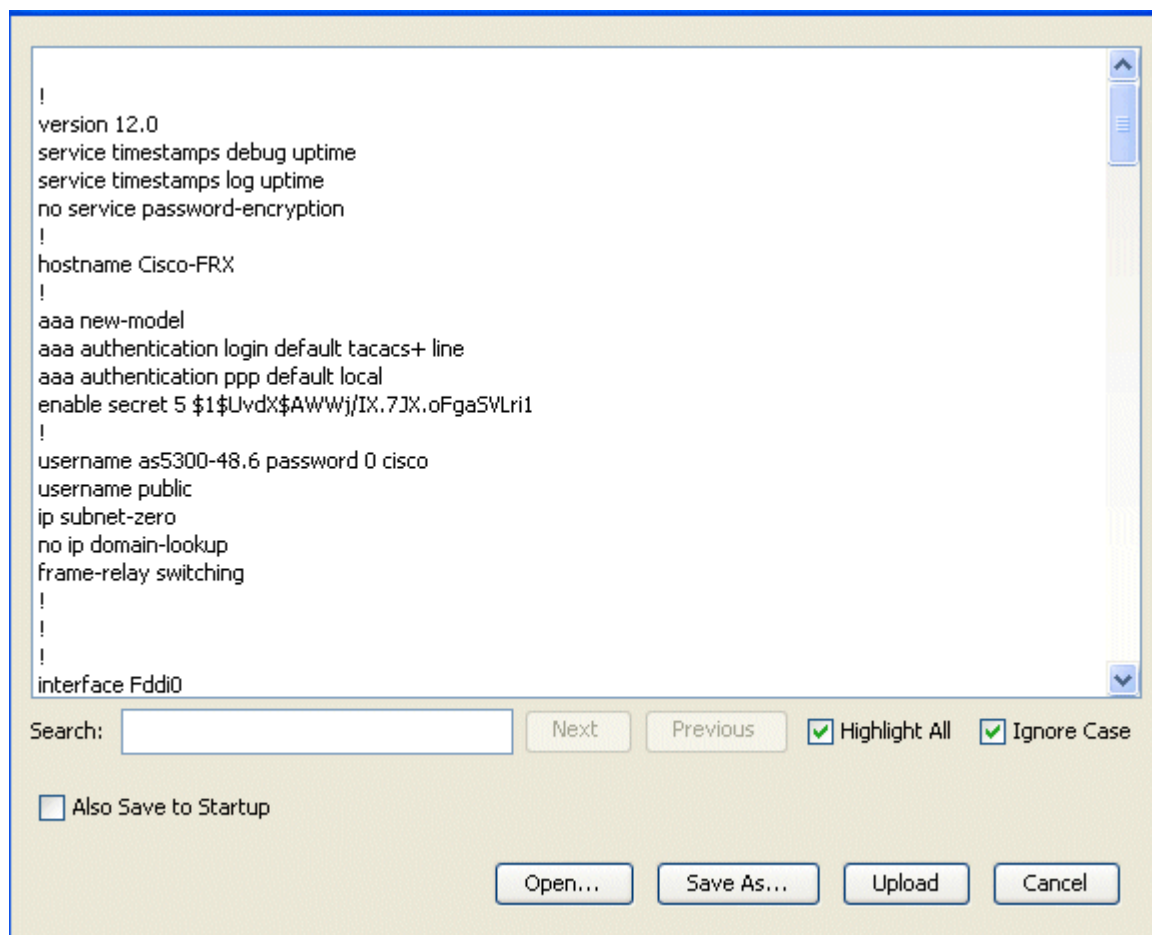 !
version 12.0
service timestamps debug uptime
service timestamps log uptime
no service password-encryption
!
hostname Cisco-FRX
!
aaa new-model
aaa authentication login default tacacs+ line
aaa authentication ppp default local
enable secret 5 $1$UvdX$AWWj/IX.7JX.oFgaSVLri1
!
username as5300-48.6 password 0 cisco
username public
ip subnet-zero
no ip domain-lookup
frame-relay switching
!
!
!
interface Fddi0
Search: Next Previous Highlight All Ignore Case
Also Save to Startup
Open... Save As... Upload Cancel